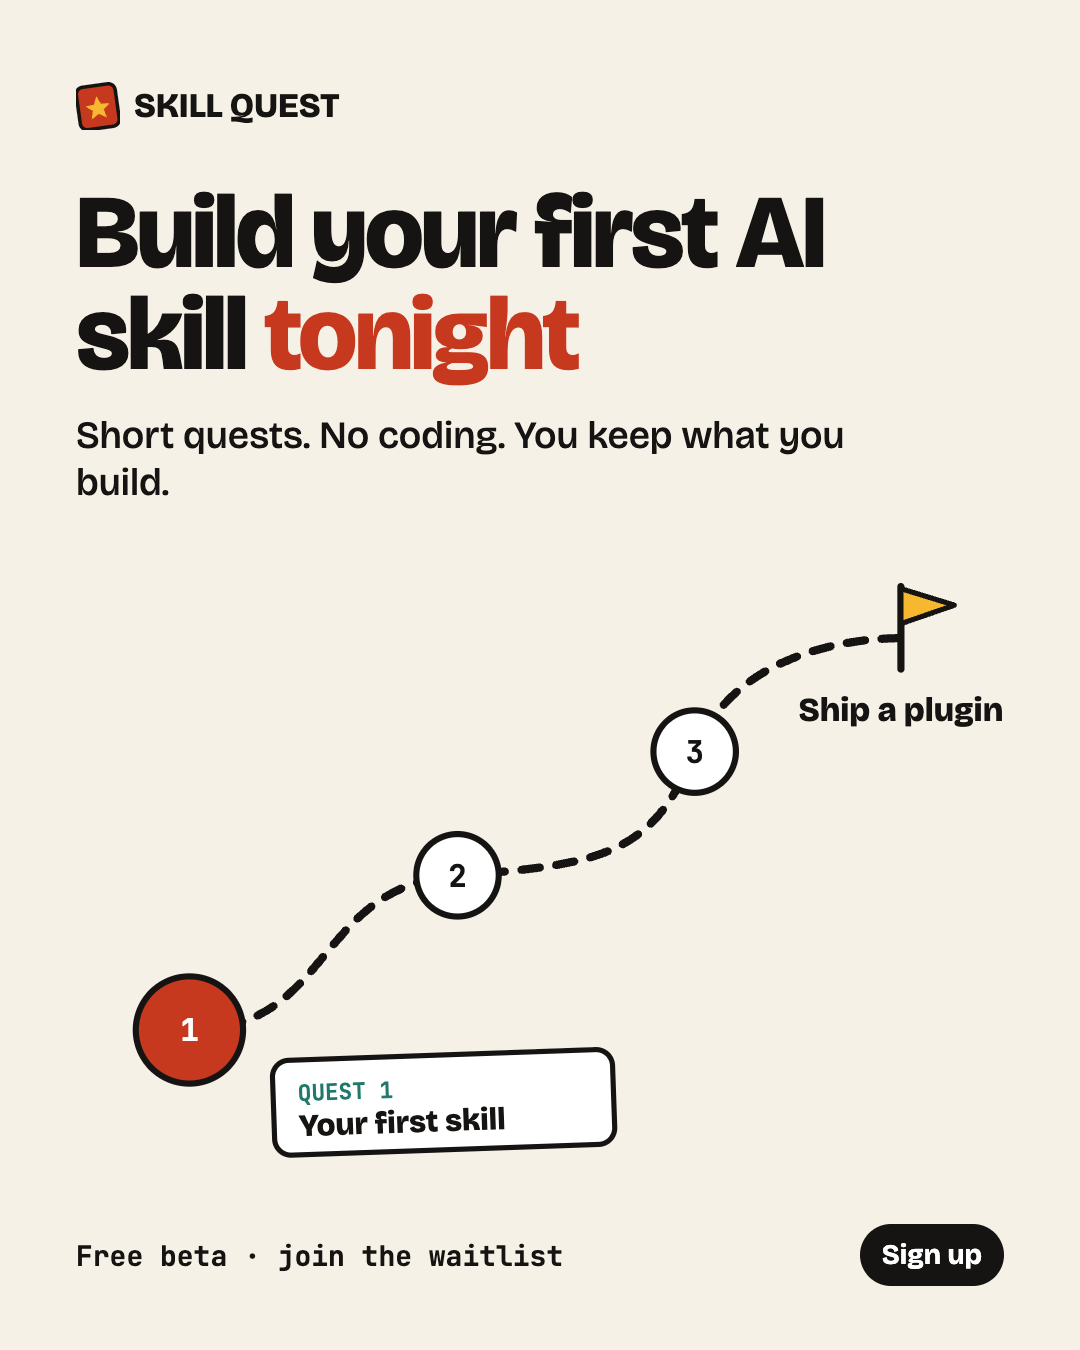 SKILL QUEST
Build your first AI
skill tonight
Short quests. No coding. You keep what you
build.
Ship a plugin
3
2
1
QUEST 1
Your first skill
Free beta · join the waitlist
Sign up